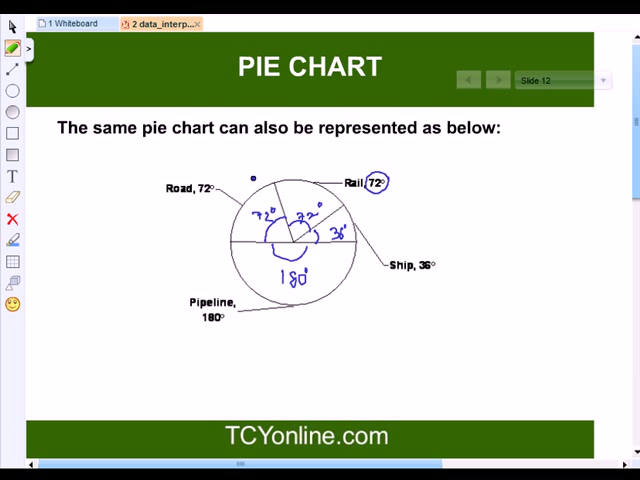 1 Whiteboard
2 data_interp...
PIE CHART
Slide 12
The same pie chart can also be represented as below:
Rail, 72°
Road, 72°
72° 72°
36°
180°
Ship, 36°
Pipeline,
180°
TCYonline.com
T